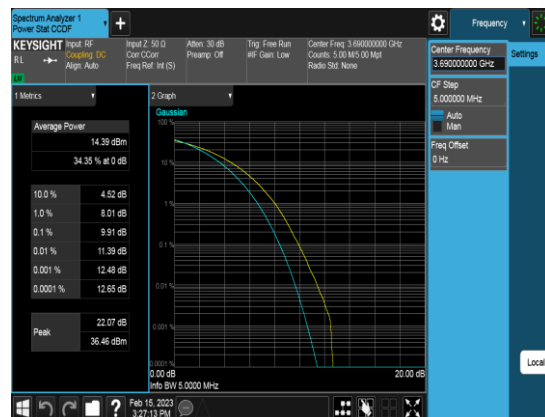 Spectrum Analyzer 1
Power Stat CCDF
Frequency
KEYSIGHT
RL
LV
Input: RF
Coupling: DC
Align: Auto
Input Z: 50 Ω
Corr CCorr
Freq Ref: Int (S)
Atten: 30 dB
Preamp: Off
Trig: Free Run
#IF Gain: Low
Center Freq: 3.690000000 GHz
Counts: 5.00 M/5.00 Mpt
Radio Std: None
Center Frequency
3.690000000 GHz
Settings
CF Step
5.000000 MHz
Auto
Man
Freq Offset
0 Hz
Local
1 Metrics
Average Power
14.39 dBm
34.35 % at 0 dB
10.0 % 4.52 dB
1.0 % 8.01 dB
0.1 % 9.91 dB
0.01 % 11.39 dB
0.001 % 12.48 dB
0.0001 % 12.65 dB
Peak
22.07 dB
36.46 dBm
2 Graph
Gaussian
100 %
10 %
1 %
0.1 %
0.01 %
0.001 %
0.0001 %
0.00 dB 20.00 dB
Info BW 5.0000 MHz
?
Feb 15, 2023
3:27:13 PM